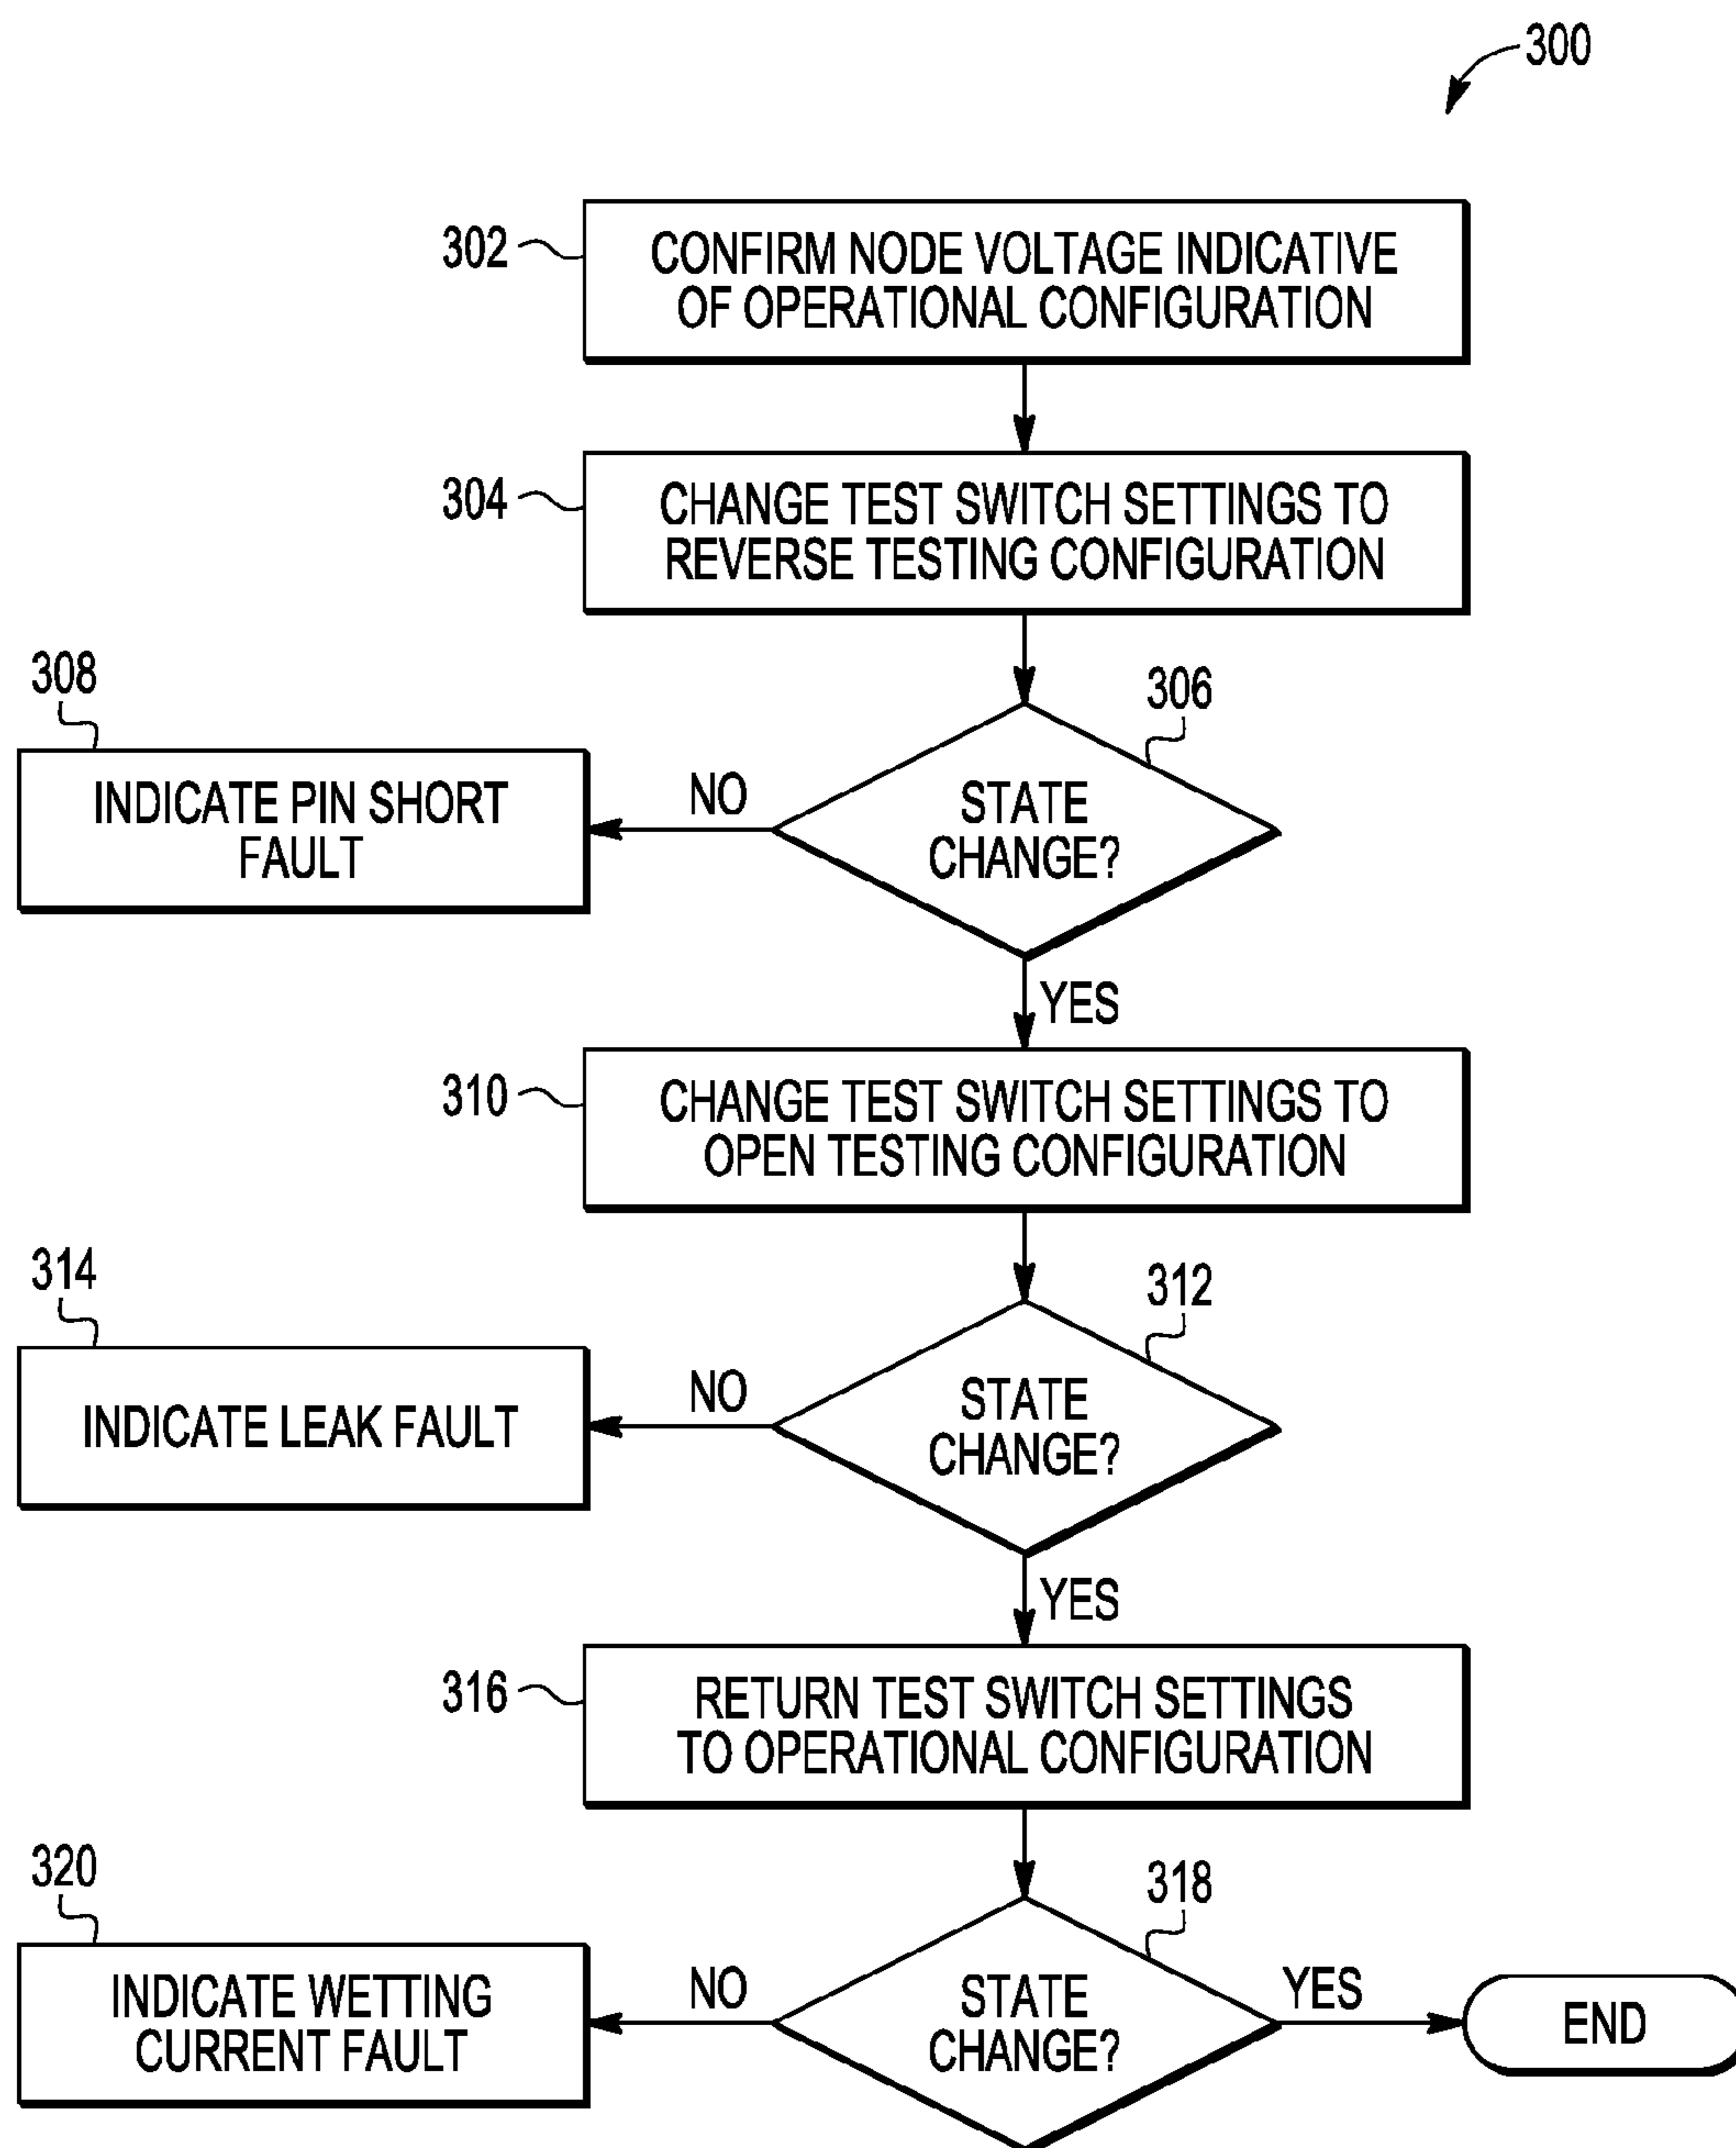 300
302
CONFIRM NODE VOLTAGE INDICATIVE
OF OPERATIONAL CONFIGURATION
304
CHANGE TEST SWITCH SETTINGS TO
REVERSE TESTING CONFIGURATION
308
306
INDICATE PIN SHORT
FAULT
NO
STATE
CHANGE?
YES
310
CHANGE TEST SWITCH SETTINGS TO
OPEN TESTING CONFIGURATION
314
312
INDICATE LEAK FAULT
NO
STATE
CHANGE?
YES
316
RETURN TEST SWITCH SETTINGS
TO OPERATIONAL CONFIGURATION
320
318
INDICATE WETTING
CURRENT FAULT
NO
STATE
CHANGE?
YES
END